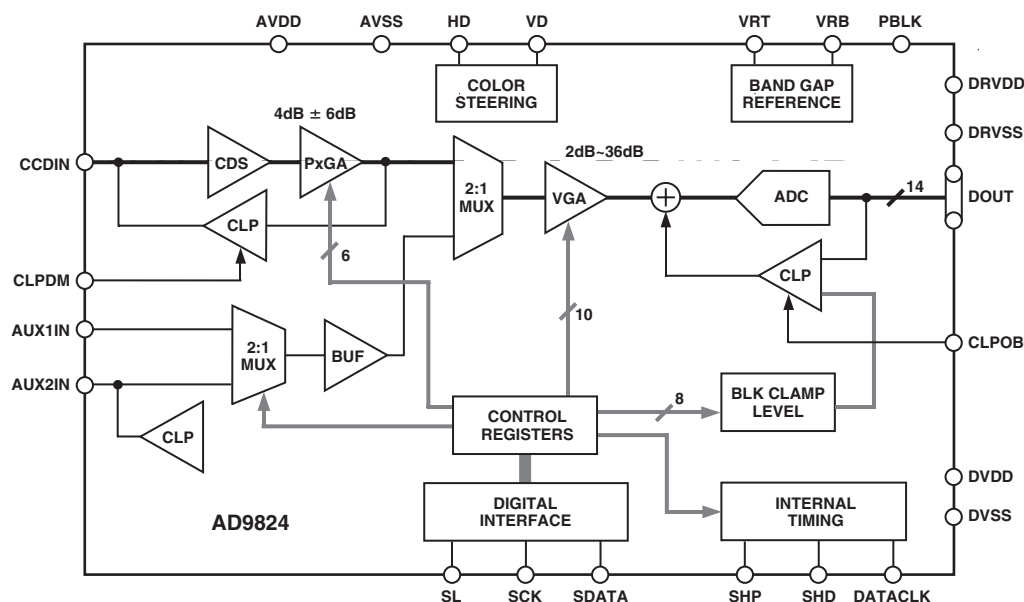 AVDD
AVSS
HD
VD
VRT
VRB
PBLK
COLOR
STEERING
BAND GAP
REFERENCE
DRVDD
DRVSS
4dB ± 6dB
2dB~36dB
CCDIN
CDS
PxGA
2:1
MUX
VGA
ADC
14
DOUT
CLP
6
CLP
CLPDM
10
AUX1IN
2:1
MUX
BUF
CLPOB
AUX2IN
CLP
CONTROL
REGISTERS
8
BLK CLAMP
LEVEL
DVDD
DIGITAL
INTERFACE
INTERNAL
TIMING
DVSS
AD9824
SL
SCK
SDATA
SHP
SHD
DATACLK